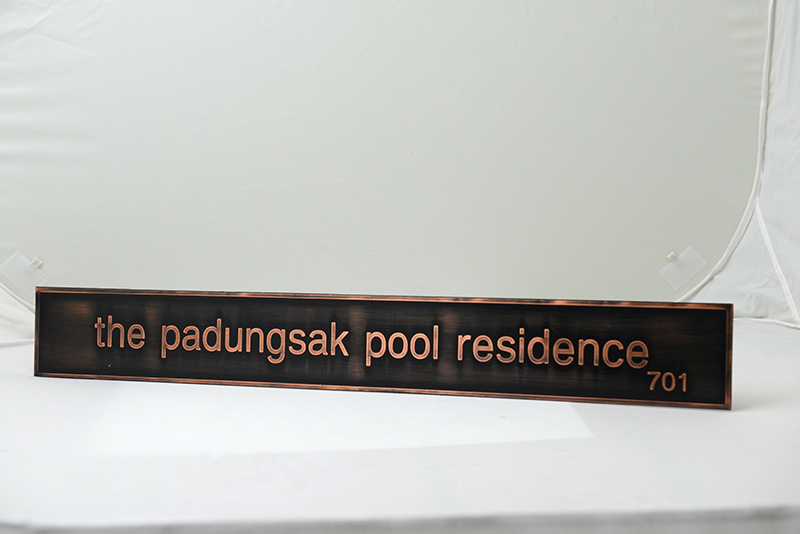 the padungsak pool residence
701